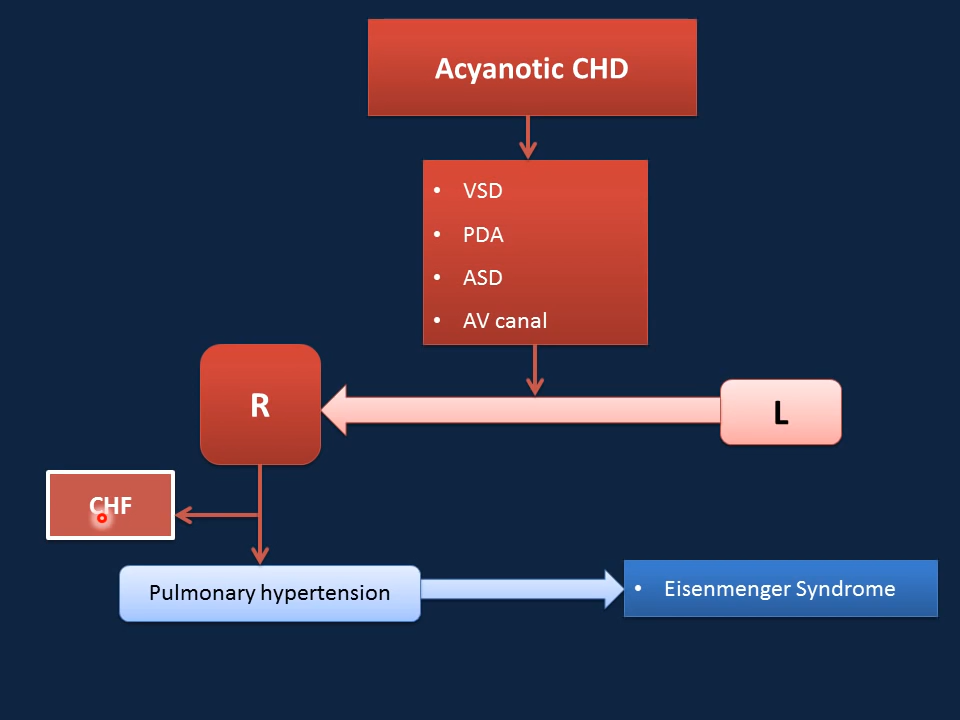 Acyanotic CHD
• VSD
• PDA
• ASD
• AV canal
R
L
CHF
Pulmonary hypertension
• Eisenmenger Syndrome